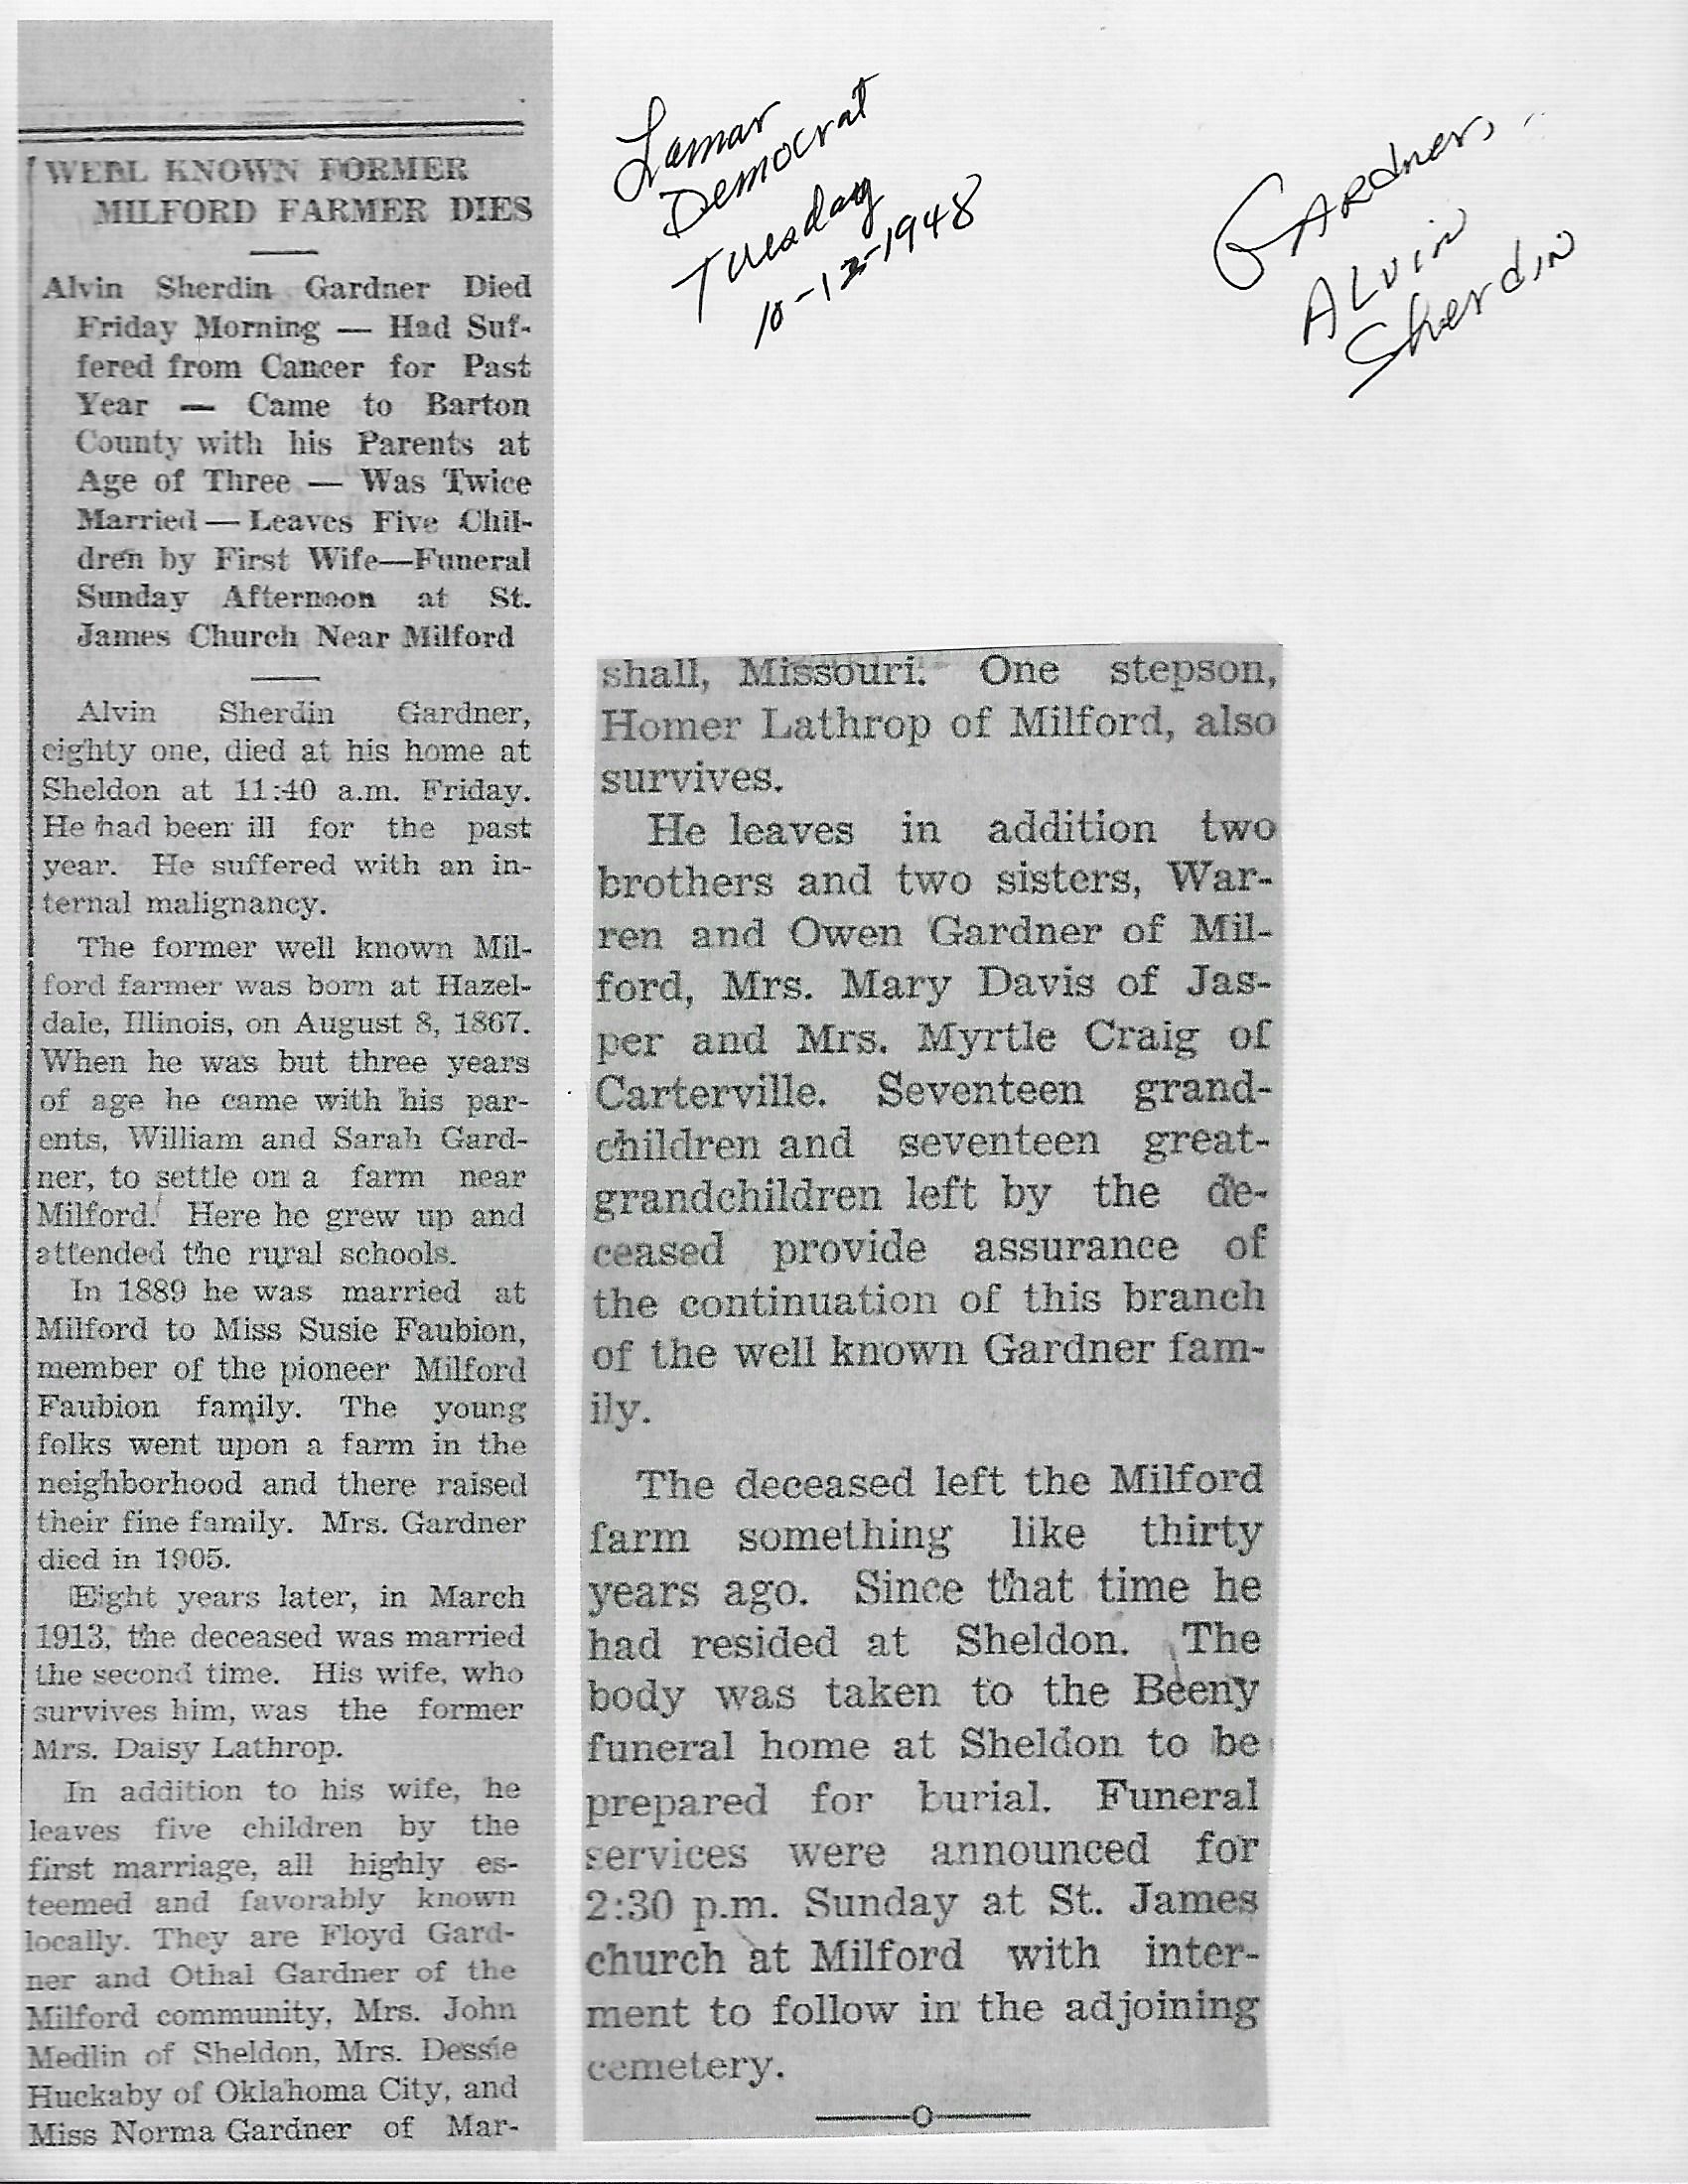 Lamar
Democrat
Tuesday
10-12-1948
GARDner,
ALvin
Sherdin
WELL KNOWN FORMER
MILFORD FARMER DIES
Alvin Sherdin Gardner Died
Friday Morning — Had Suf-
fered from Cancer for Past
Year — Came to Barton
County with his Parents at
Age of Three — Was Twice
Married — Leaves Five Chil-
dren by First Wife—Funeral
Sunday Afternoon at St.
James Church Near Milford
Alvin Sherdin Gardner,
eighty one, died at his home at
Sheldon at 11:40 a.m. Friday.
He had been ill for the past
year. He suffered with an in-
ternal malignancy.
The former well known Mil-
ford farmer was born at Hazel-
dale, Illinois, on August 8, 1867.
When he was but three years
of age he came with his par-
ents, William and Sarah Gard-
ner, to settle on a farm near
Milford. Here he grew up and
attended the rural schools.
In 1889 he was married at
Milford to Miss Susie Faubion,
member of the pioneer Milford
Faubion family. The young
folks went upon a farm in the
neighborhood and there raised
their fine family. Mrs. Gardner
died in 1905.
Eight years later, in March
1913, the deceased was married
the second time. His wife, who
survives him, was the former
Mrs. Daisy Lathrop.
In addition to his wife, he
leaves five children by the
first marriage, all highly es-
teemed and favorably known
locally. They are Floyd Gard-
ner and Othal Gardner of the
Milford community, Mrs. John
Medlin of Sheldon, Mrs. Dessie
Huckaby of Oklahoma City, and
Miss Norma Gardner of Mar-
shall, Missouri. One stepson,
Homer Lathrop of Milford, also
survives.
He leaves in addition two
brothers and two sisters, War-
ren and Owen Gardner of Mil-
ford, Mrs. Mary Davis of Jas-
per and Mrs. Myrtle Craig of
Carterville. Seventeen grand-
children and seventeen great-
grandchildren left by the de-
ceased provide assurance of
the continuation of this branch
of the well known Gardner fam-
ily.
The deceased left the Milford
farm something like thirty
years ago. Since that time he
had resided at Sheldon. The
body was taken to the Beeny
funeral home at Sheldon to be
prepared for burial. Funeral
services were announced for
2:30 p.m. Sunday at St. James
church at Milford with inter-
ment to follow in the adjoining
cemetery.